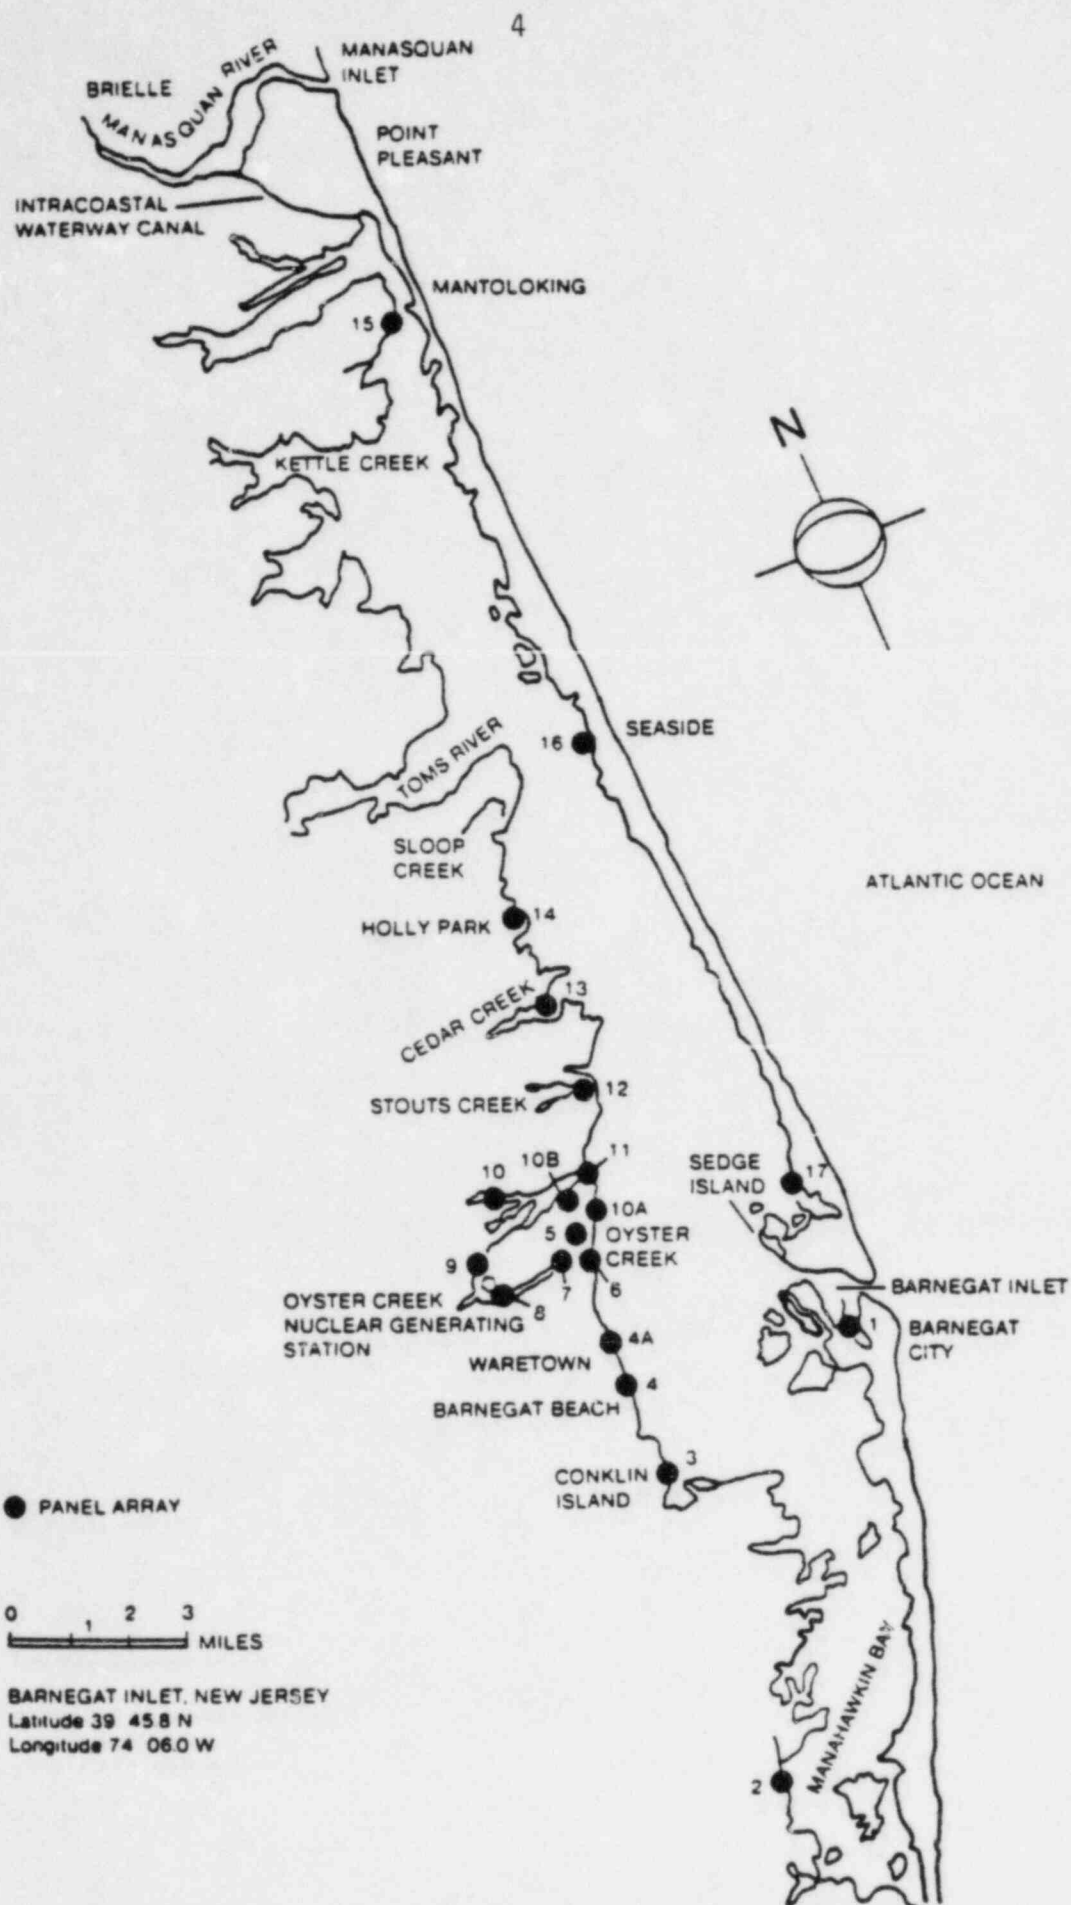 4
MANASQUAN
INLET
BRIELLE
MANASQUAN RIVER
POINT
PLEASANT
INTRACOASTAL
WATERWAY CANAL
MANTOLOKING
15
N
KETTLE CREEK
SEASIDE
16
TOMS RIVER
SLOOP
CREEK
ATLANTIC OCEAN
14
HOLLY PARK
13
CEDAR CREEK
12
STOUTS CREEK
11
10B
10
SEDGE
ISLAND
17
10A
5
OYSTER
CREEK
9
7
6
8
BARNEGAT INLET
OYSTER CREEK
NUCLEAR GENERATING
STATION
1
BARNEGAT
CITY
4A
WARETOWN
4
BARNEGAT BEACH
3
CONKLIN
ISLAND
PANEL ARRAY
0 1 2 3
MILES
MANAHAWKIN BAY
BARNEGAT INLET, NEW JERSEY
Latitude 39 45.8 N
Longitude 74 06.0 W
2